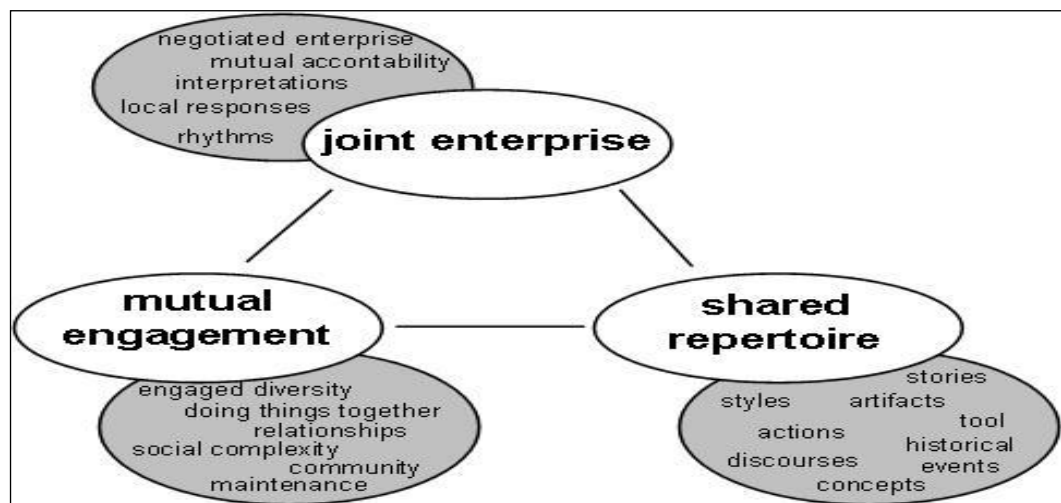 negotiated enterprise
mutual accontability
interpretations
local responses
rhythms
joint enterprise
mutual
engagement
engaged diversity
doing things together
relationships
social complexity
community
maintenance
shared
repertoire
stories
styles artifacts
tool
actions
historical
discourses
events
concepts